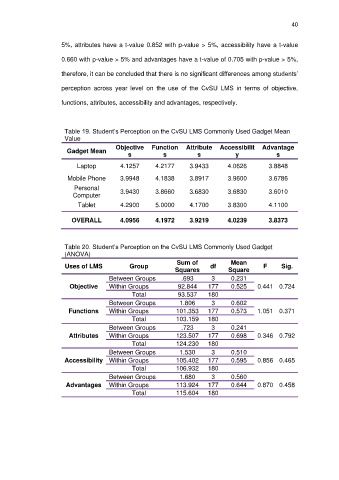 40
5%, attributes have a t-value 0.852 with p-value > 5%, accessibility have a t-value
0.660 with p-value > 5% and advantages have a t-value of 0.705 with p-value > 5%,
therefore, it can be concluded that there is no significant differences among students'
perception across year level on the use of the CvSU LMS in terms of objective,
functions, attributes, accessibility and advantages, respectively.
Table 19. Student's Perception on the CvSU LMS Commonly Used Gadget Mean
Value
Gadget Mean Objective s Function s Attribute s Accessibilit y Advantage s
Laptop 4.1257 4.2177 3.9433 4.0626 3.8848
Mobile Phone 3.9948 4.1838 3.8917 3.9600 3.6786
Personal Computer 3.9430 3.8660 3.6830 3.6830 3.6010
Tablet 4.2900 5.0000 4.1700 3.8300 4.1100
OVERALL 4.0956 4.1972 3.9219 4.0239 3.8373
Table 20. Student's Perception on the CvSU LMS Commonly Used Gadget
(ANOVA)
Uses of LMS Group Sum of Squares df Mean Square F Sig.
Between Groups .693 3 0.231
Objective Within Groups 92.844 177 0.525 0.441 0.724
Total 93.537 180
Between Groups 1.806 3 0.602
Functions Within Groups 101.353 177 0.573 1.051 0.371
Total 103.159 180
Between Groups .723 3 0.241
Attributes Within Groups 123.507 177 0.698 0.346 0.792
Total 124.230 180
Between Groups 1.530 3 0.510
Accessibility Within Groups 105.402 177 0.595 0.856 0.465
Total 106.932 180
Between Groups 1.680 3 0.560
Advantages Within Groups 113.924 177 0.644 0.870 0.458
Total 115.604 180